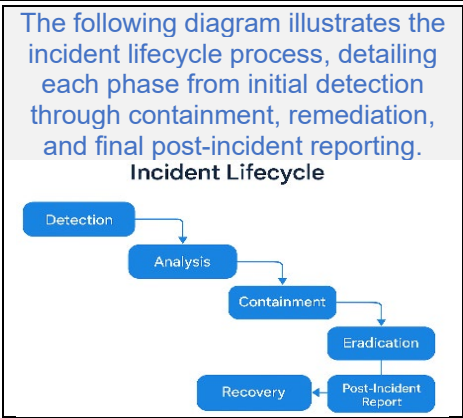 The following diagram illustrates the
incident lifecycle process, detailing
each phase from initial detection
through containment, remediation,
and final post-incident reporting.
Incident Lifecycle
Detection
Analysis
Containment
Eradication
Post-Incident
Report
Recovery